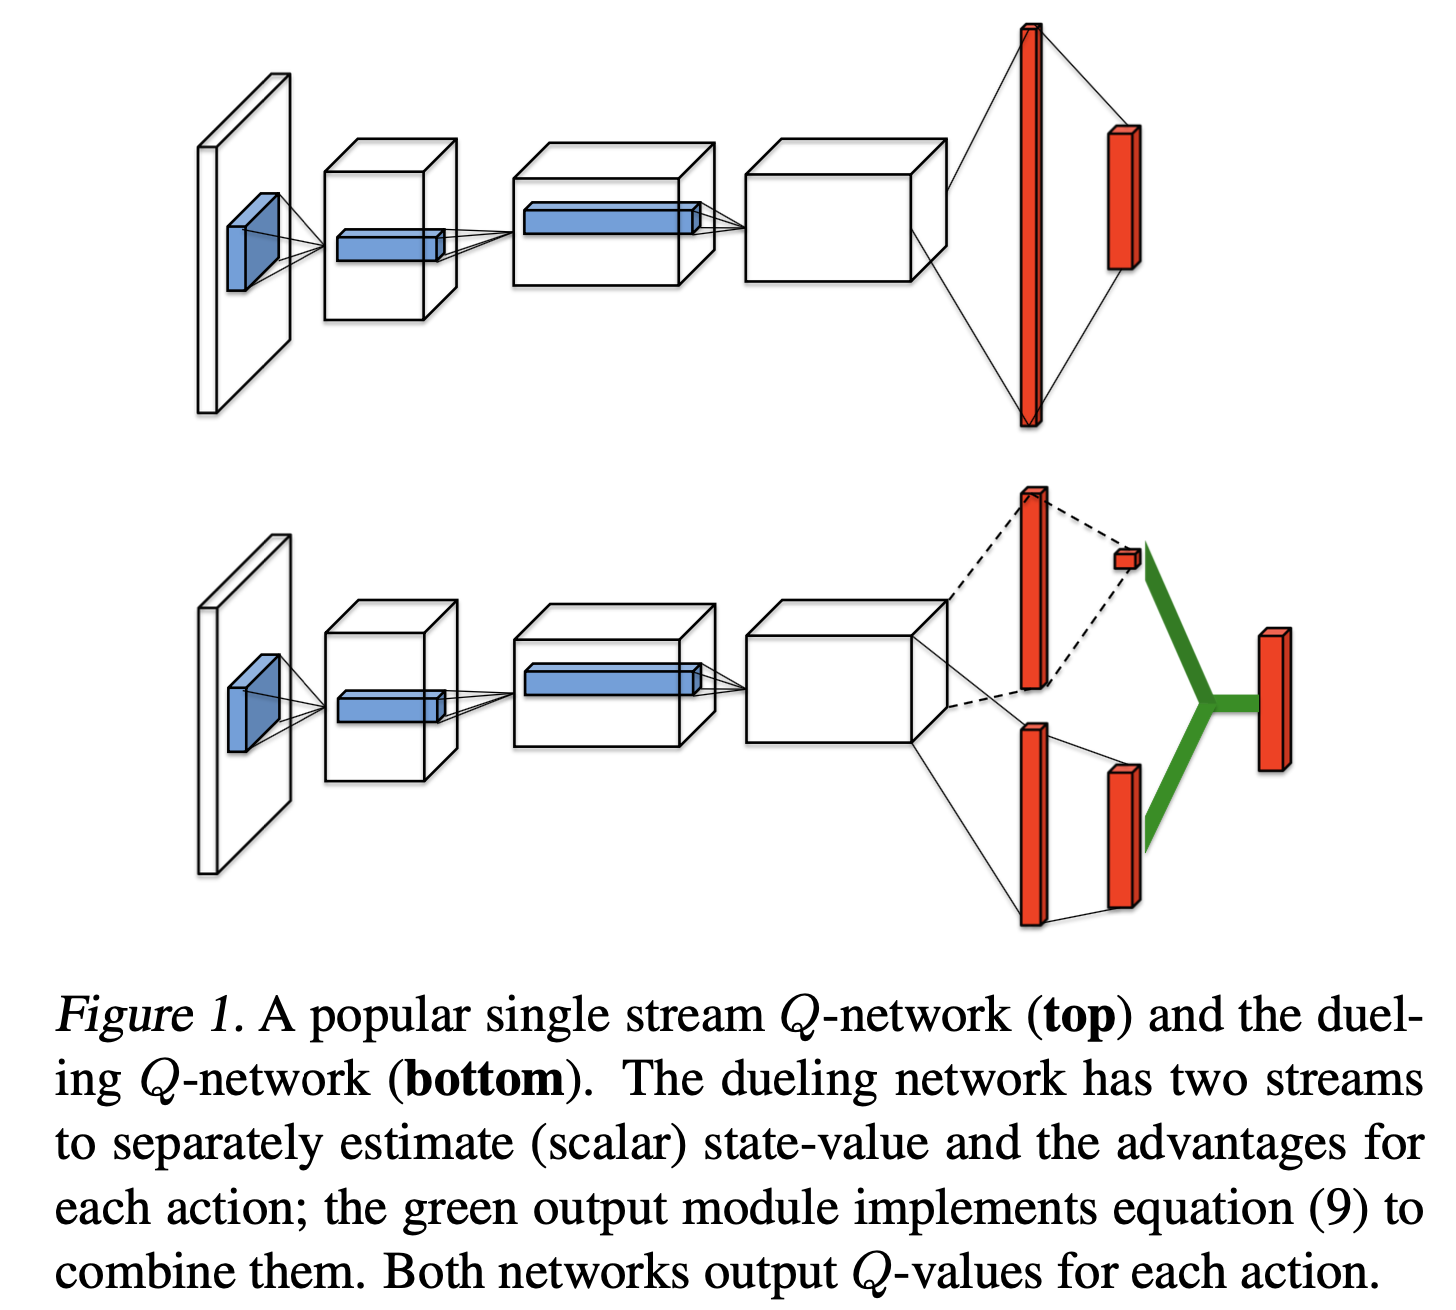 Figure 1. A popular single stream Q-network (top) and the duel-
ing Q-network (bottom). The dueling network has two streams
to separately estimate (scalar) state-value and the advantages for
each action; the green output module implements equation (9) to
combine them. Both networks output Q-values for each action.